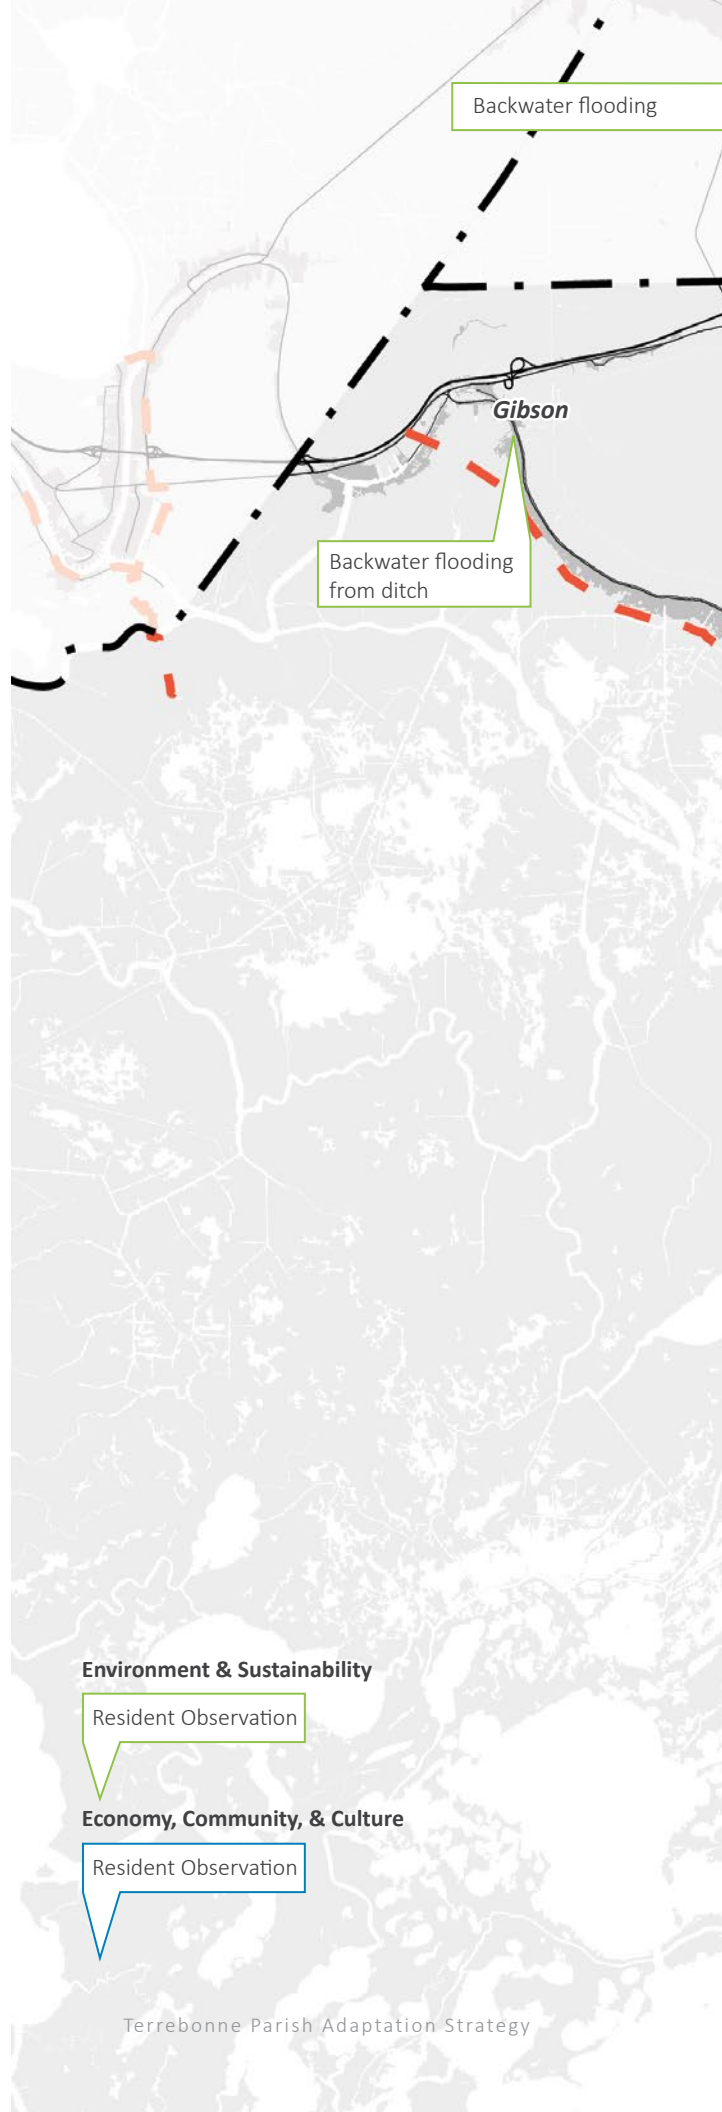 Backwater flooding
Gibson
Backwater flooding
from ditch
Environment & Sustainability
Resident Observation
Economy, Community, & Culture
Resident Observation
Terrebonne Parish Adaptation Strategy